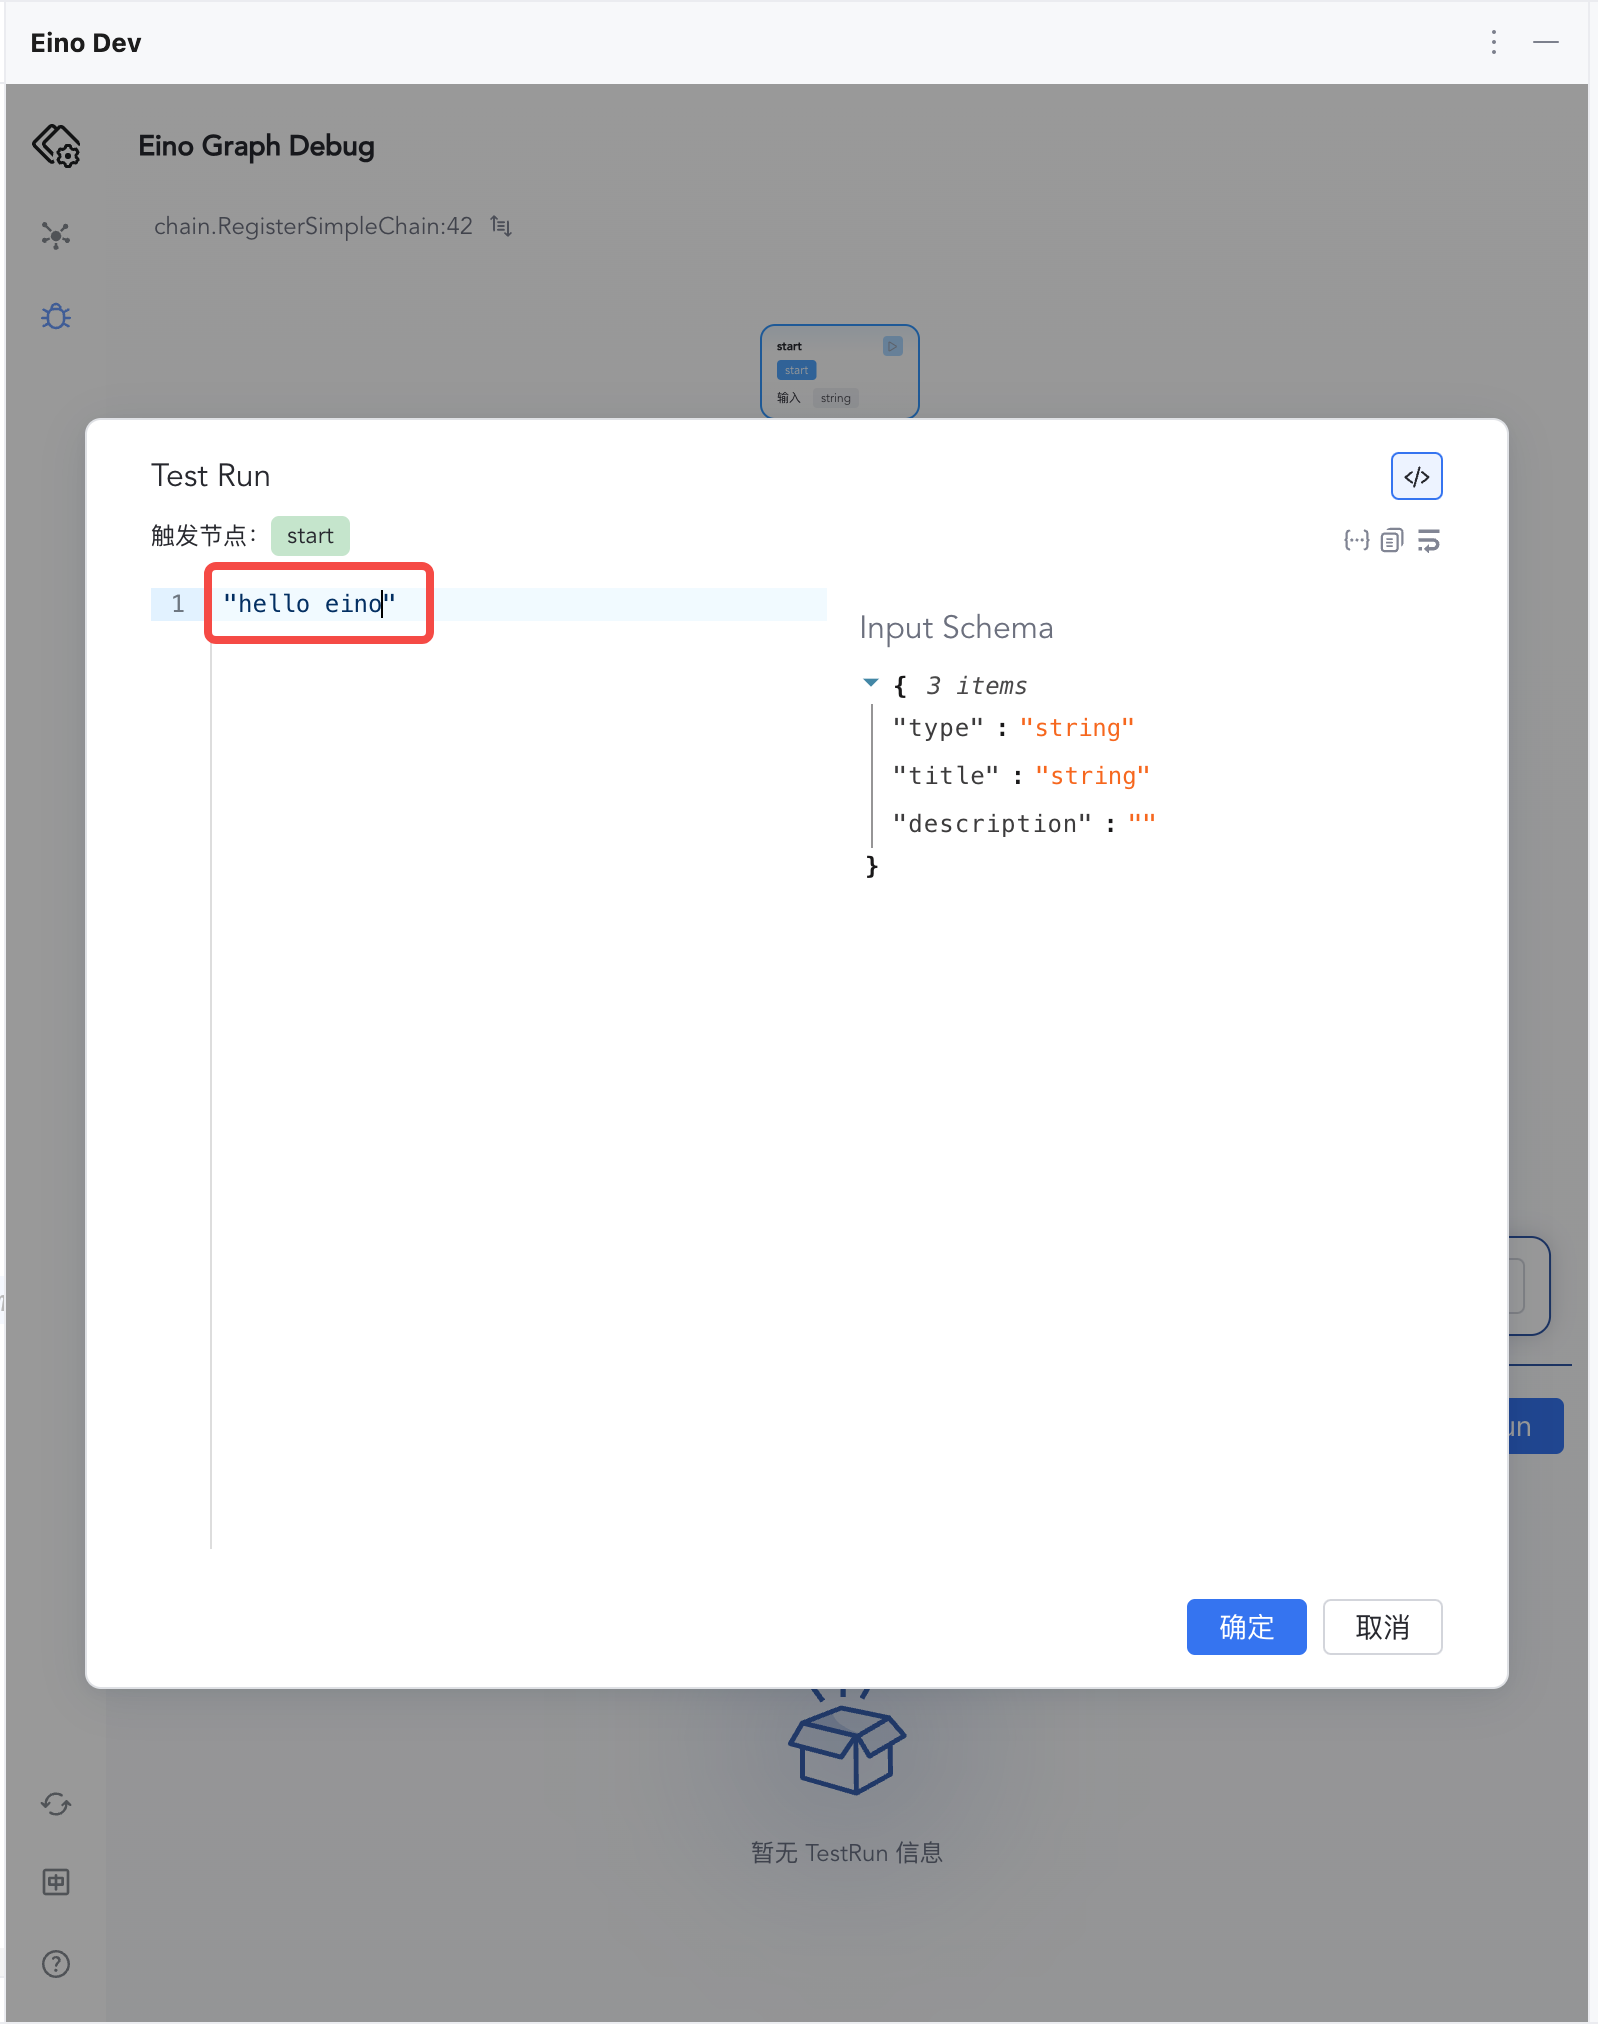 Eino Dev
Eino Graph Debug
chain.RegisterSimpleChain:42
start
start
输入 string
Test Run
</>
触发节点： start
{...}
1 "hello eino"
Input Schema
{ 3 items
"type" : "string"
"title" : "string"
"description" : ""
}
un
确定 取消
暂无 TestRun 信息
中
?